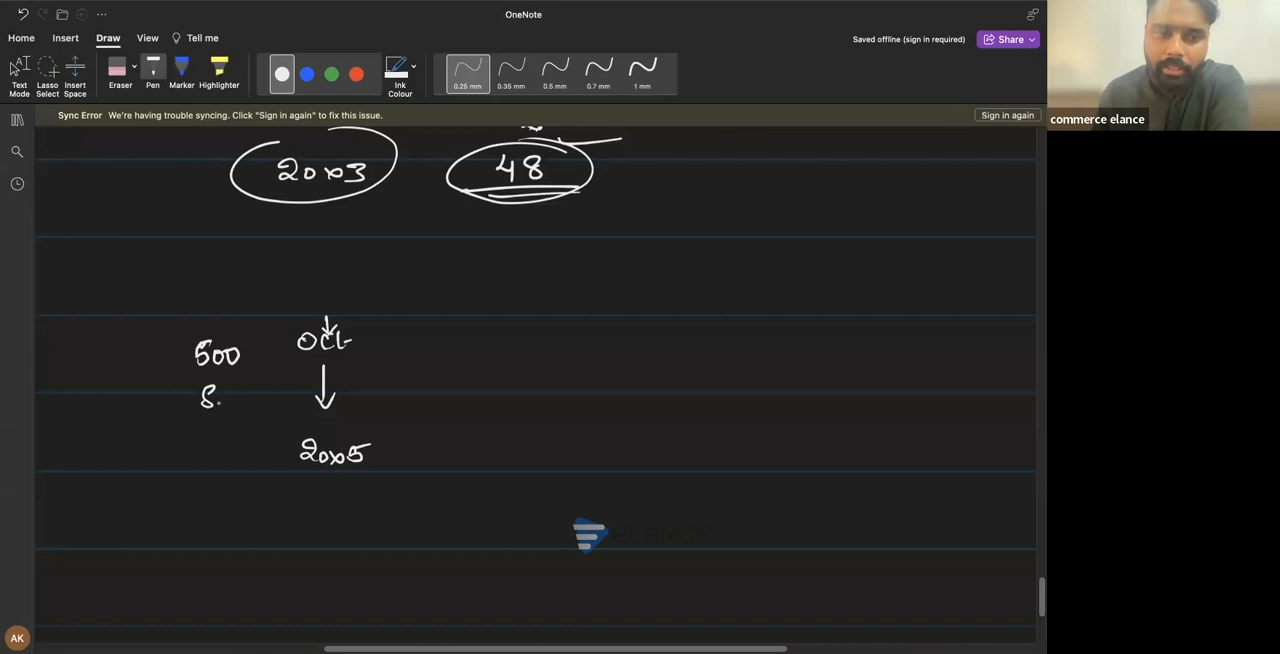 OneNote
Home Insert Draw View Tell me
Saved offline (sign in required) Share
Text Mode
Lasso Select
Insert Space
Eraser
Pen
Marker
Highlighter
Ink Colour
0.25 mm 0.35 mm 0.5 mm 0.7 mm 1 mm
commerce elance
Sync Error We're having trouble syncing. Click "Sign in again" to fix this issue. Sign in again
20x3 48
500
8.
20x5
ELANCE
AK